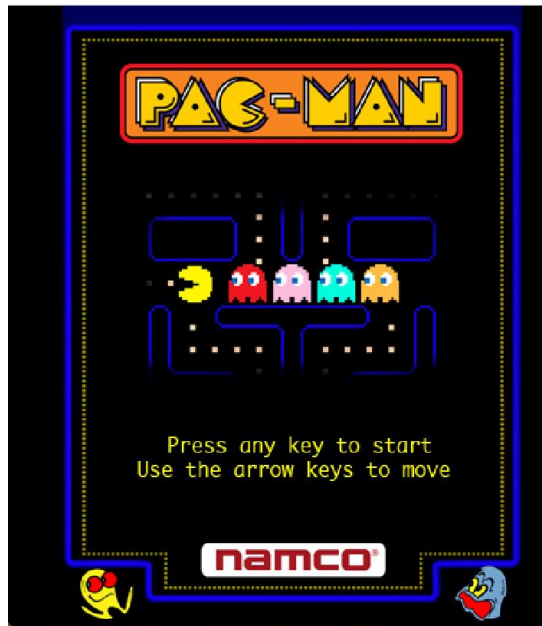 PAC-MAN
Press any key to start
Use the arrow keys to move
namco®